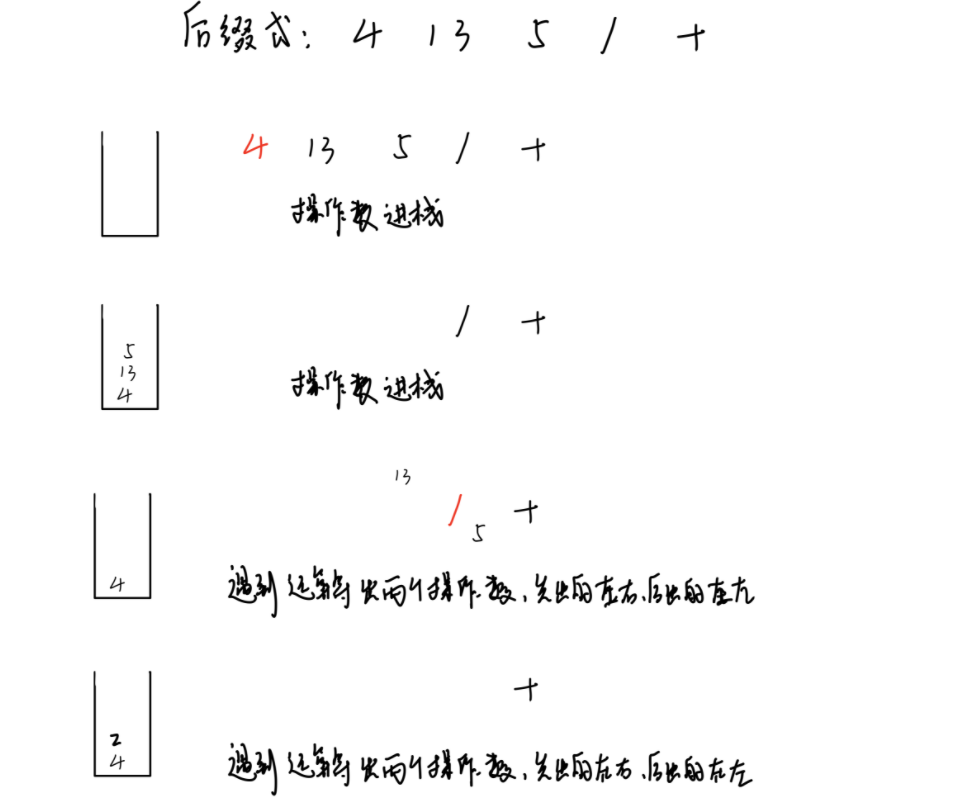 后缀式: 4 13 5 / +
4 13 5 / +
操作数进栈
/ +
5
13
4
操作数进栈
13
/ +
5
4
遇到运算符出两个操作数,先出的在右,后出的在左
+
2
4
遇到运算符出两个操作数,先出的在右,后出的在左